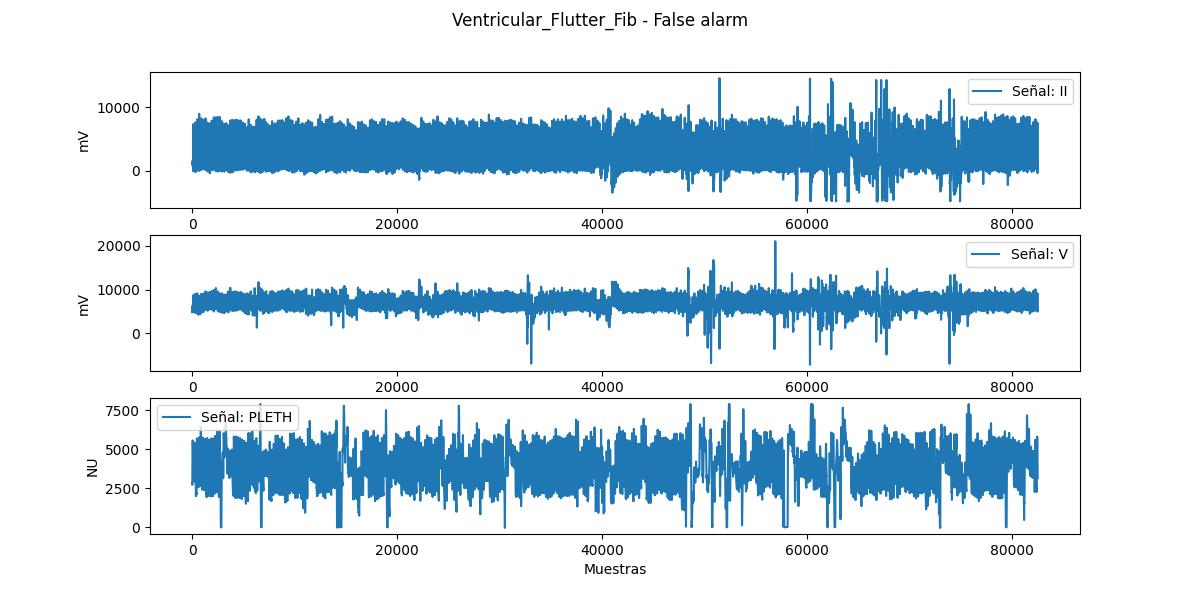 Ventricular_Flutter_Fib - False alarm
Señal: II
mV
10000
0
0 20000 40000 60000 80000
Señal: V
mV
20000
10000
0
0 20000 40000 60000 80000
Señal: PLETH
NU
7500
5000
2500
0
0 20000 40000 60000 80000
Muestras